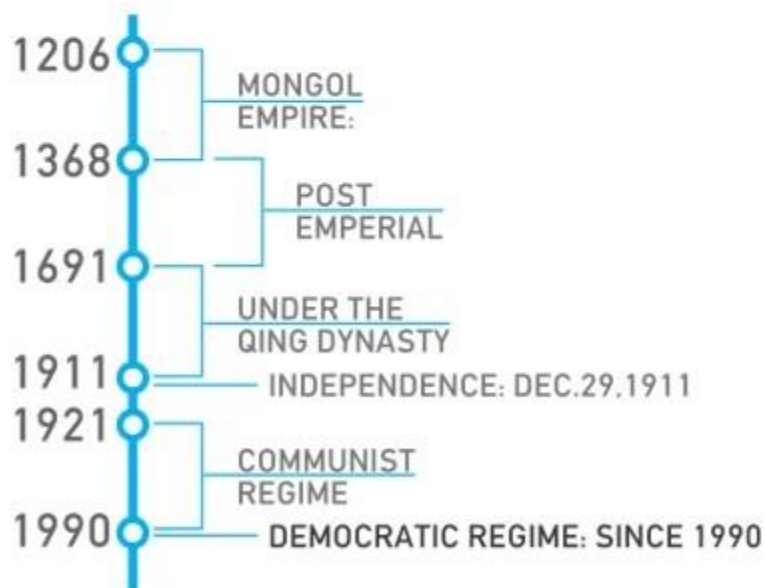 1206
MONGOL
EMPIRE:
1368
POST
EMPERIAL
1691
UNDER THE
QING DYNASTY
1911
INDEPENDENCE: DEC.29,1911
1921
COMMUNIST
REGIME
1990
DEMOCRATIC REGIME: SINCE 1990